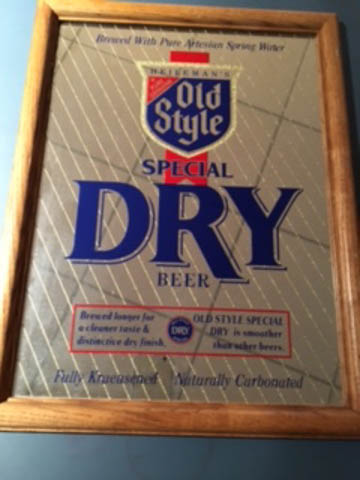 Brewed With Pure Artesian Spring Water
HEILEMAN'S
Old
Style
SPECIAL
DRY
BEER
Brewed longer for
a cleaner taste &
distinctive dry finish.
DRY
OLD STYLE SPECIAL
DRY is smoother
than other beers.
Fully Kraeusened Naturally Carbonated